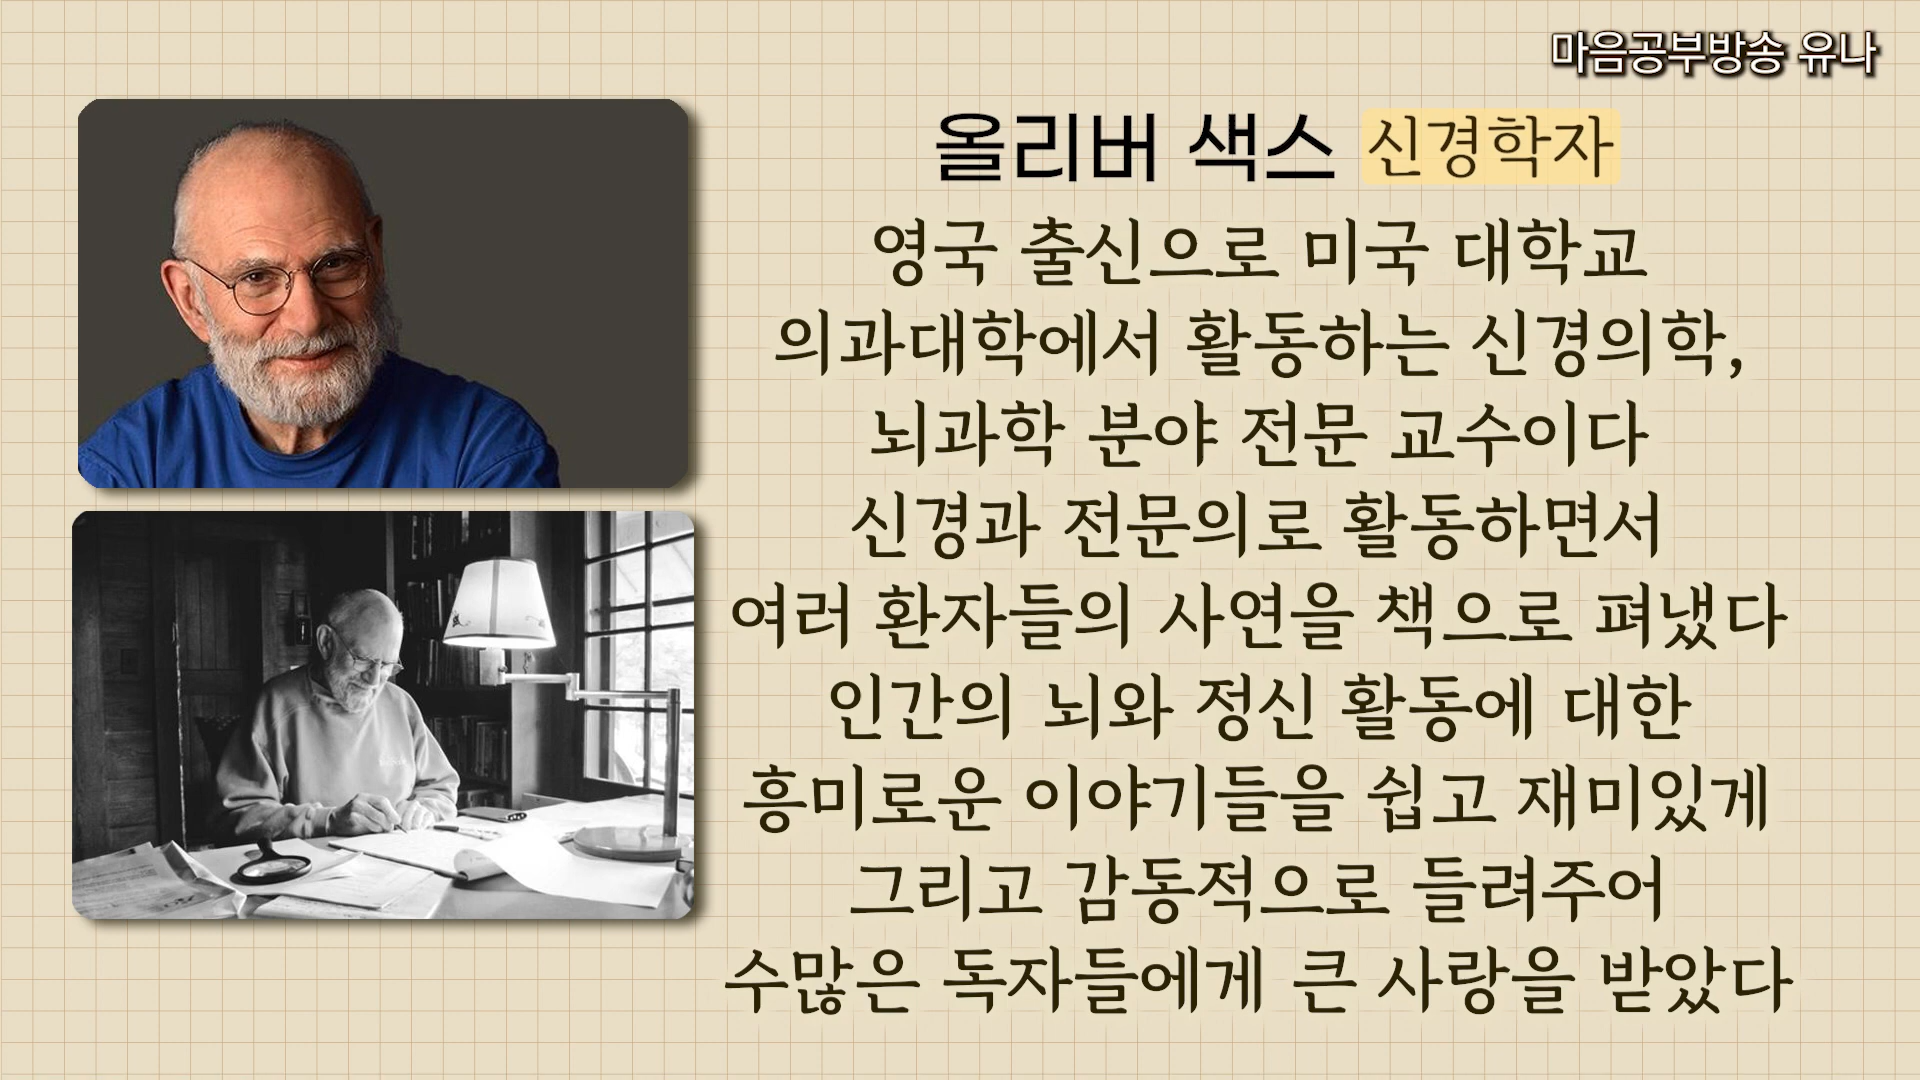 마음공부방송 유나
올리버 색스 신경학자
영국 출신으로 미국 대학교
의과대학에서 활동하는 신경의학,
뇌과학 분야 전문 교수이다
신경과 전문의로 활동하면서
여러 환자들의 사연을 책으로 펴냈다
인간의 뇌와 정신 활동에 대한
흥미로운 이야기들을 쉽고 재미있게
그리고 감동적으로 들려주어
수많은 독자들에게 큰 사랑을 받았다